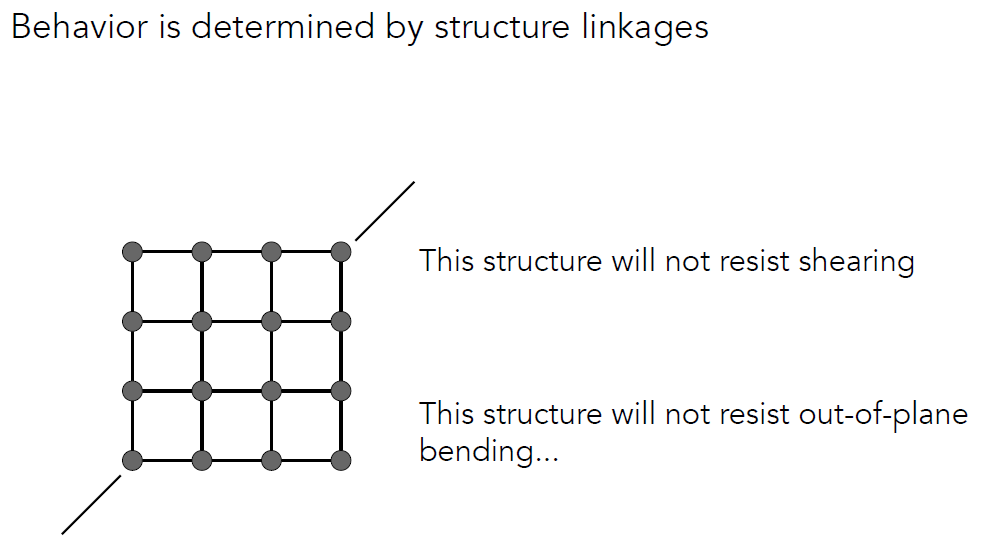 Behavior is determined by structure linkages
This structure will not resist shearing
This structure will not resist out-of-plane
bending...